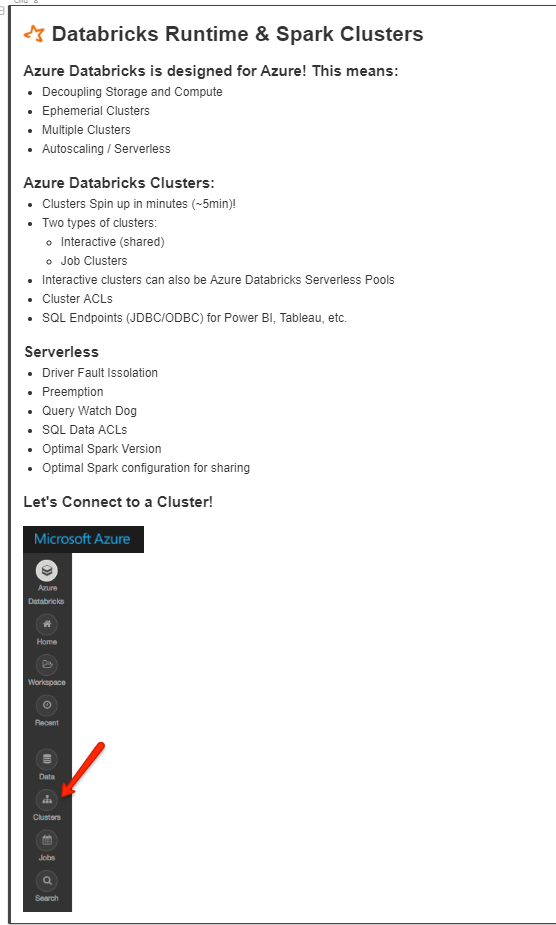 Databricks Runtime & Spark Clusters
Azure Databricks is designed for Azure! This means:
Decoupling Storage and Compute
Ephemerial Clusters
Multiple Clusters
Autoscaling / Serverless
Azure Databricks Clusters:
Clusters Spin up in minutes (~5min)!
Two types of clusters:
Interactive (shared)
Job Clusters
Interactive clusters can also be Azure Databricks Serverless Pools
Cluster ACLs
SQL Endpoints (JDBC/ODBC) for Power BI, Tableau, etc.
Serverless
Driver Fault Issolation
Preemption
Query Watch Dog
SQL Data ACLs
Optimal Spark Version
Optimal Spark configuration for sharing
Let's Connect to a Cluster!
Microsoft Azure
Azure
Databricks
Home
Workspace
Recent
Data
Clusters
Jobs
Search